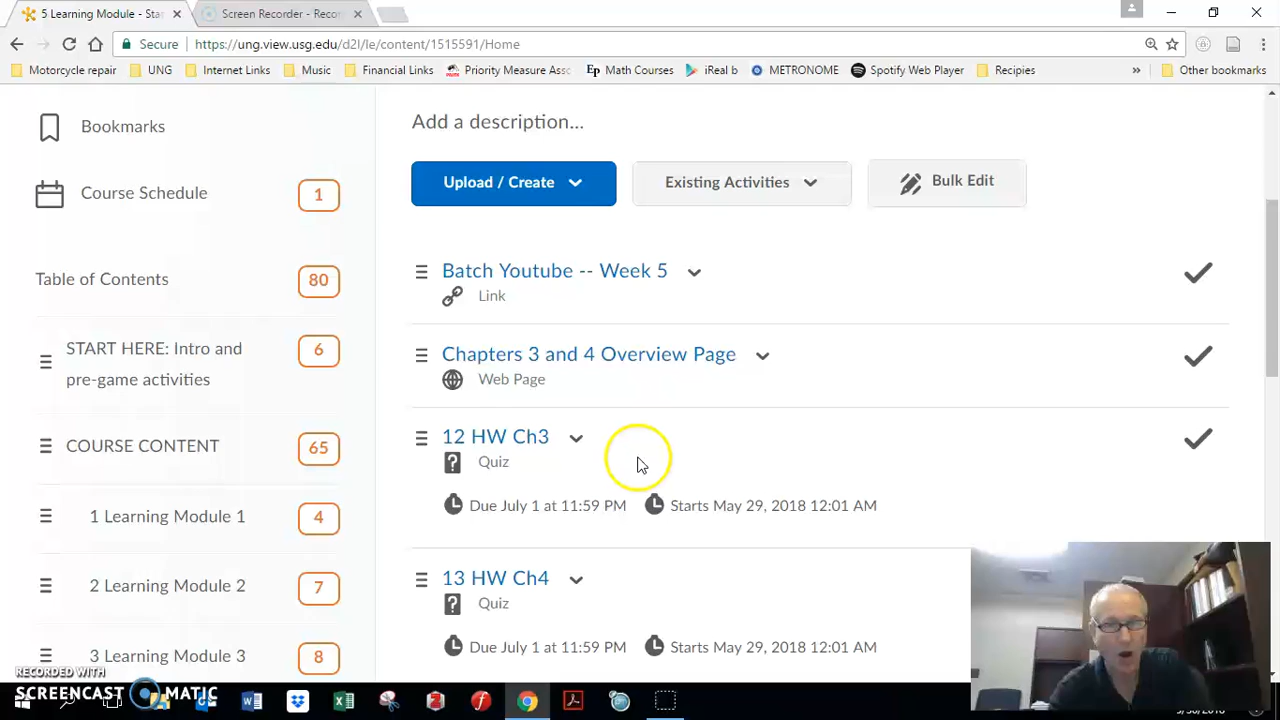 5 Learning Module - Sta
Screen Recorder - Reco
Secure
https://ung.view.usg.edu/d2l/le/content/1515591/Home
Motorcycle repair
UNG
Internet Links
Music
Financial Links
Priority Measure Asso
Ep Math Courses
iReal b
METRONOME
Spotify Web Player
Recipies
»
Other bookmarks
Bookmarks
Course Schedule
1
Table of Contents
80
START HERE: Intro and
pre-game activities
6
COURSE CONTENT
65
1 Learning Module 1
4
2 Learning Module 2
7
3 Learning Module 3
8
Add a description...
Upload / Create
Existing Activities
Bulk Edit
Batch Youtube -- Week 5
Link
Chapters 3 and 4 Overview Page
Web Page
12 HW Ch3
Quiz
Due July 1 at 11:59 PM
Starts May 29, 2018 12:01 AM
13 HW Ch4
Quiz
Due July 1 at 11:59 PM
Starts May 29, 2018 12:01 AM
RECORDED WITH
SCREENCAST MATIC